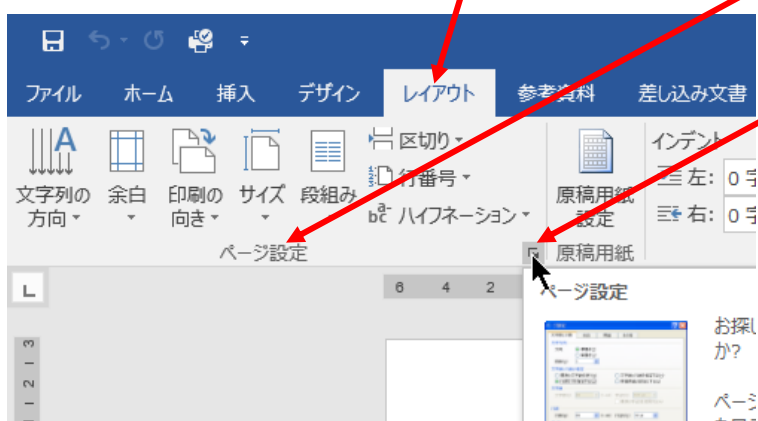 ファイル ホーム 挿入 デザイン レイアウト 参考資料 差し込み文書
A 区切り インデント
行番号 左: 0 字
文字列の方向 余白 印刷の向き サイズ 段組み 原稿用紙設定
bc ハイフネーション 右: 0 字
ページ設定 原稿用紙
L 6 4 2
ページ設定
お探し
か?
ページ
3
2